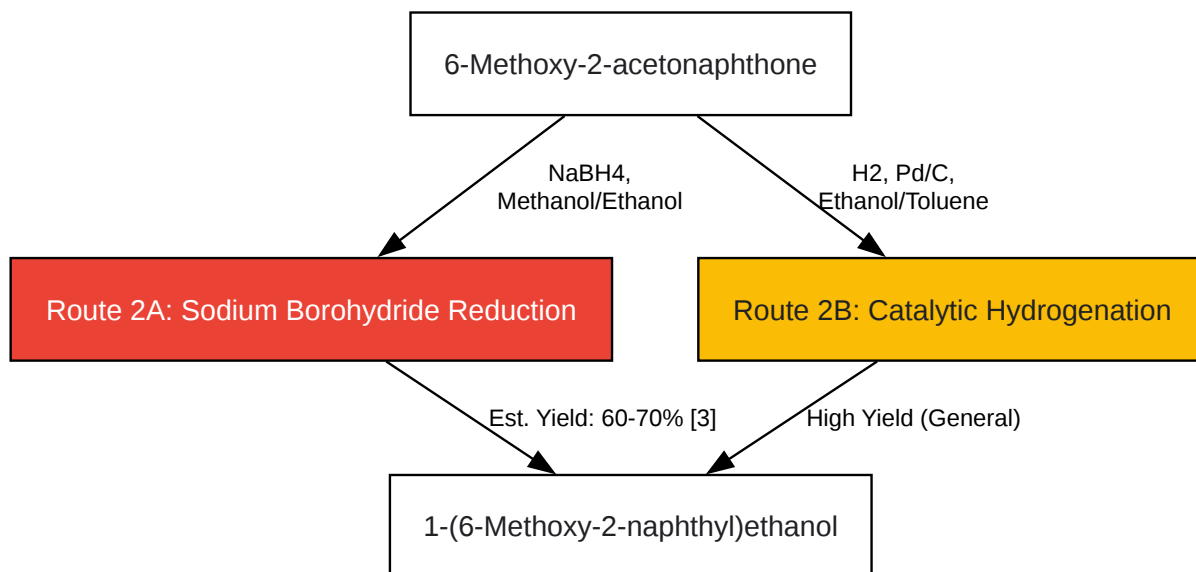 6-Methoxy-2-acetonaphthone
NaBH4,
Methanol/Ethanol
H2, Pd/C,
Ethanol/Toluene
Route 2A: Sodium Borohydride Reduction
Route 2B: Catalytic Hydrogenation
Est. Yield: 60-70% [3]
High Yield (General)
1-(6-Methoxy-2-naphthyl)ethanol